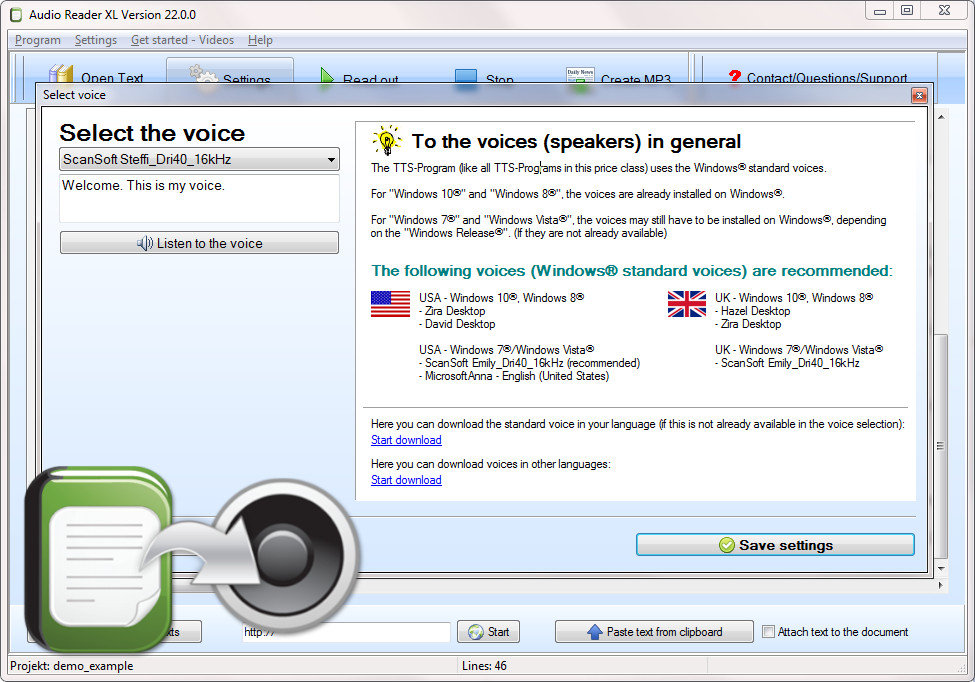 Audio Reader XL Version 22.0.0
Program Settings Get started - Videos Help
Open Text Settings Read out Stop Daily News Create MP3 ? Contact/Questions/Support
Select voice
Select the voice
ScanSoft Steffi_Dri40_16kHz
Welcome. This is my voice.
Listen to the voice
To the voices (speakers) in general
The TTS-Program (like all TTS-Programs in this price class) uses the Windows® standard voices.
For "Windows 10®" and "Windows 8®", the voices are already installed on Windows®.
For "Windows 7®" and "Windows Vista®", the voices may still have to be installed on Windows®, depending
on the "Windows Release®". (If they are not already available)
The following voices (Windows® standard voices) are recommended:
USA - Windows 10®, Windows 8®
- Zira Desktop
- David Desktop
USA - Windows 7®/Windows Vista®
- ScanSoft Emily_Dri40_16kHz (recommended)
- MicrosoftAnna - English (United States)
UK - Windows 10®, Windows 8®
- Hazel Desktop
- Zira Desktop
UK - Windows 7®/Windows Vista®
- ScanSoft Emily_Dri40_16kHz
Here you can download the standard voice in your language (if this is not already available in the voice selection):
Start download
Here you can download voices in other languages:
Start download
Save settings
http:// Start Paste text from clipboard Attach text to the document
Projekt: demo_example Lines: 46